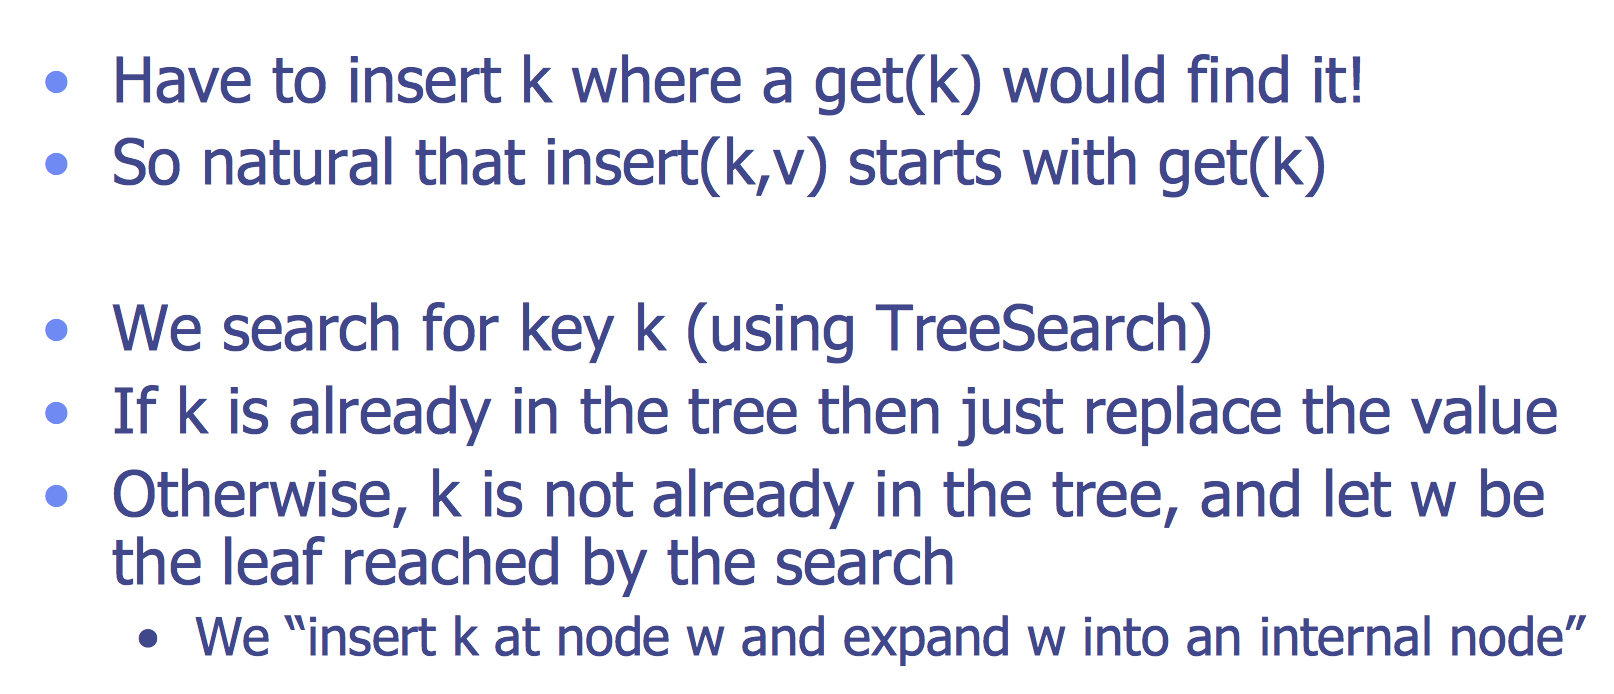 • Have to insert k where a get(k) would find it!
• So natural that insert(k,v) starts with get(k)
• We search for key k (using TreeSearch)
• If k is already in the tree then just replace the value
• Otherwise, k is not already in the tree, and let w be
the leaf reached by the search
• We “insert k at node w and expand w into an internal node”